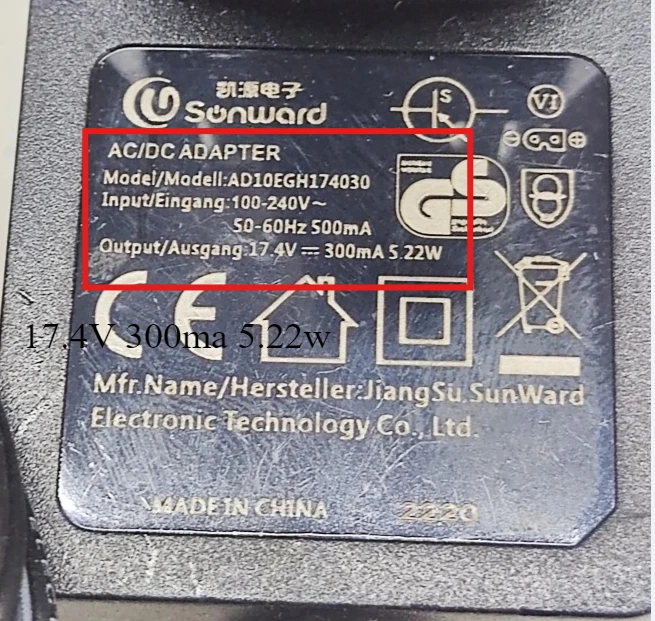 凯源电子
Sunward
S
VI
AC/DC ADAPTER
Model/Modell:AD10EGH174030
Input/Eingang:100-240V~
50-60Hz 500mA
Output/Ausgang:17.4V ⎓ 300mA 5.22W
GS
CE
17.4V 300ma 5.22w
Mfr.Name/Hersteller:JiangSu SunWard
Electronic Technology Co., Ltd.
MADE IN CHINA
2220